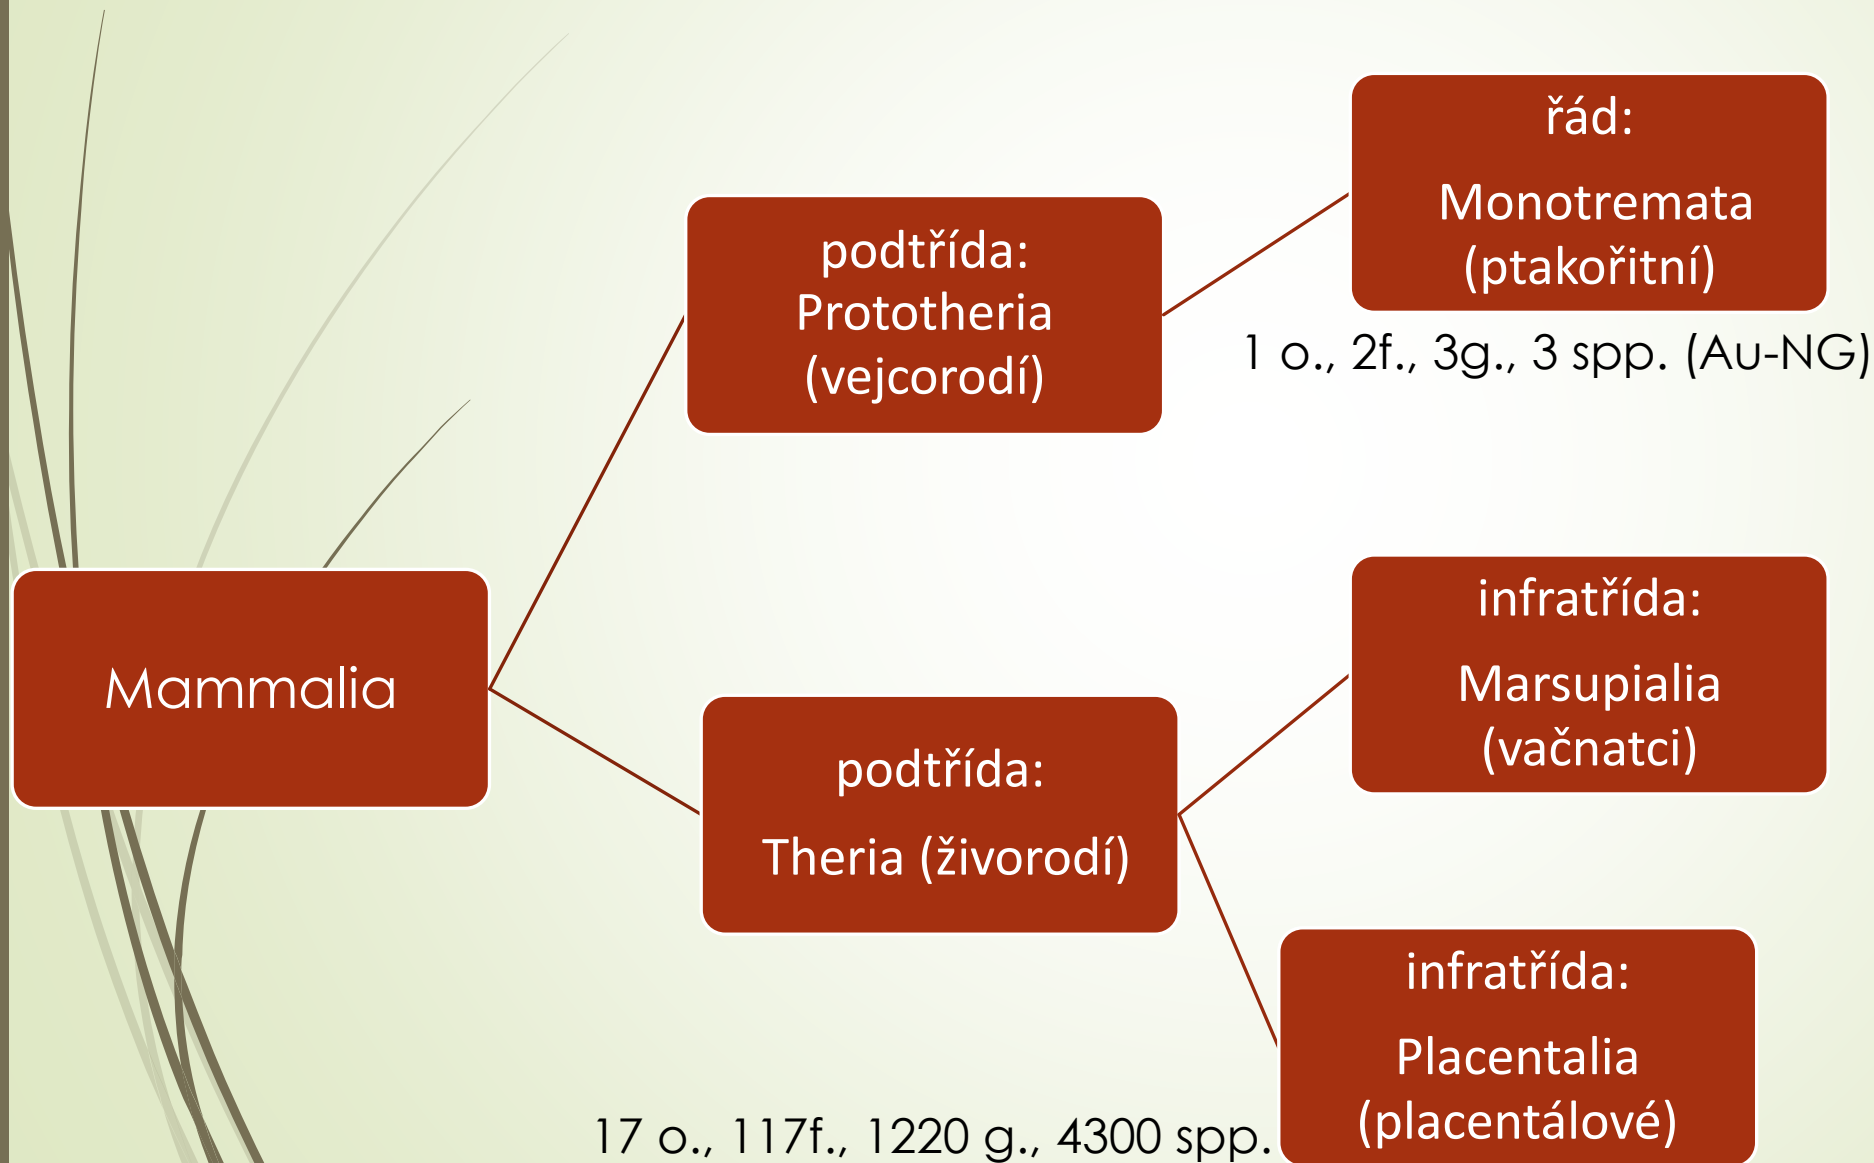 Mammalia
podtřída:
Prototheria
(vejcorodí)
řád:
Monotremata
(ptakořitní)
1 o., 2f., 3g., 3 spp. (Au-NG)
podtřída:
Theria (živorodí)
infratřída:
Marsupialia
(vačnatci)
infratřída:
Placentalia
(placentálové)
17 o., 117f., 1220 g., 4300 spp.